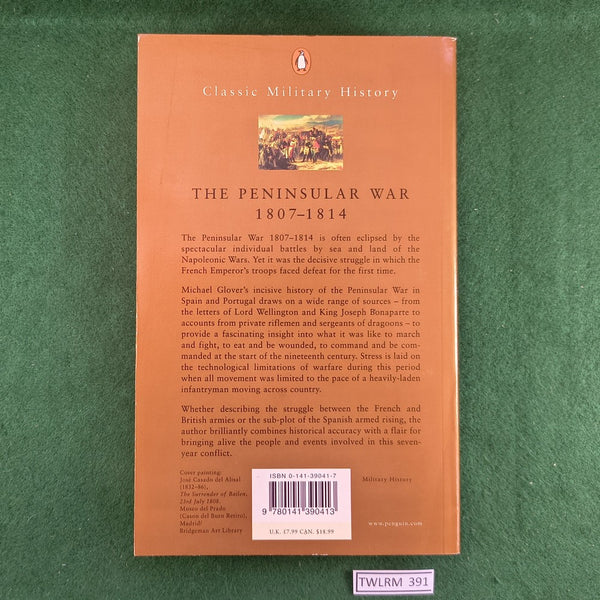 Classic Military History
THE PENINSULAR WAR
1807–1814
The Peninsular War 1807–1814 is often eclipsed by the
spectacular individual battles by sea and land of the
Napoleonic Wars. Yet it was the decisive struggle in which the
French Emperor's troops faced defeat for the first time.
Michael Glover's incisive history of the Peninsular War in
Spain and Portugal draws on a wide range of sources – from
the letters of Lord Wellington and King Joseph Bonaparte to
accounts from private riflemen and sergeants of dragoons – to
provide a fascinating insight into what it was like to march
and fight, to eat and be wounded, to command and be com-
manded at the start of the nineteenth century. Stress is laid on
the technological limitations of warfare during this period
when all movement was limited to the pace of a heavily-laden
infantryman moving across country.
Whether describing the struggle between the French and
British armies or the sub-plot of the Spanish armed rising, the
author brilliantly combines historical accuracy with a flair for
bringing alive the people and events involved in this seven-
year conflict.
Cover painting:
José Casado del Alisal
(1832–86),
The Surrender of Bailen,
23rd July 1808,
Museo del Prado
(Cason del Buen Retiro),
Madrid/
Bridgeman Art Library
ISBN 0-141-39041-7
9 780141 390413
U.K. £7.99 CAN. $18.99
Military History
www.penguin.com
TWLRM 391